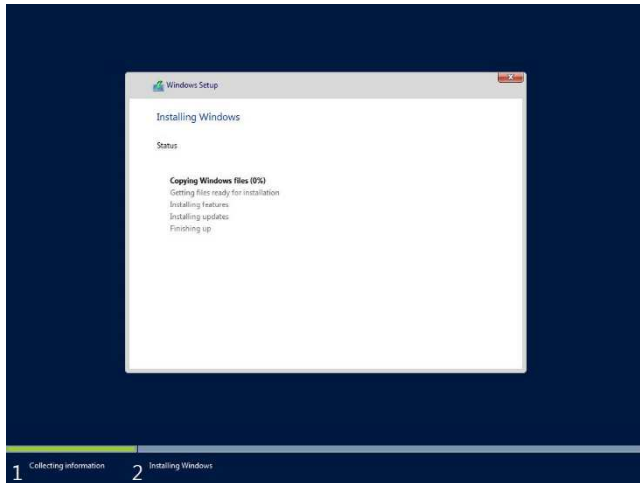 Windows Setup
Installing Windows
Status
Copying Windows files (0%)
Getting files ready for installation
Installing features
Installing updates
Finishing up
1 Collecting information
2 Installing Windows